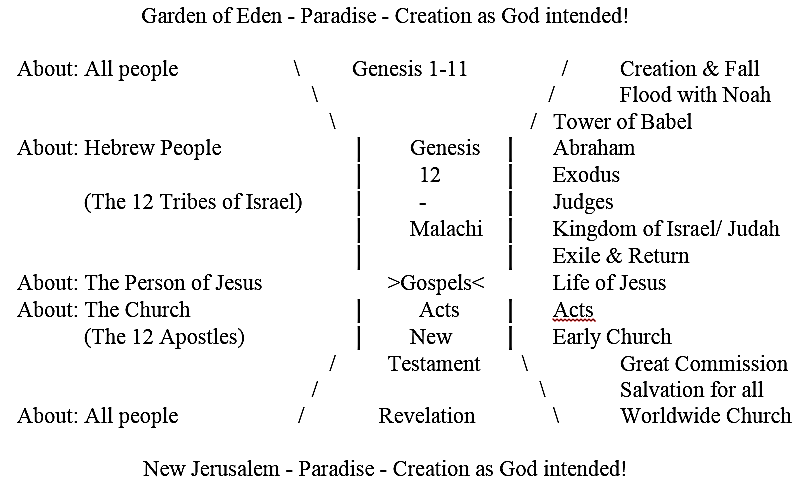 Garden of Eden - Paradise - Creation as God intended!
About: All people \ Genesis 1-11 / Creation & Fall
\ / Flood with Noah
\ / Tower of Babel
About: Hebrew People | Genesis | Abraham
| 12 | Exodus
(The 12 Tribes of Israel) | - | Judges
| Malachi | Kingdom of Israel/ Judah
| | Exile & Return
About: The Person of Jesus >Gospels< Life of Jesus
About: The Church | Acts | Acts
(The 12 Apostles) | New | Early Church
/ Testament \ Great Commission
/ \ Salvation for all
About: All people / Revelation \ Worldwide Church
New Jerusalem - Paradise - Creation as God intended!